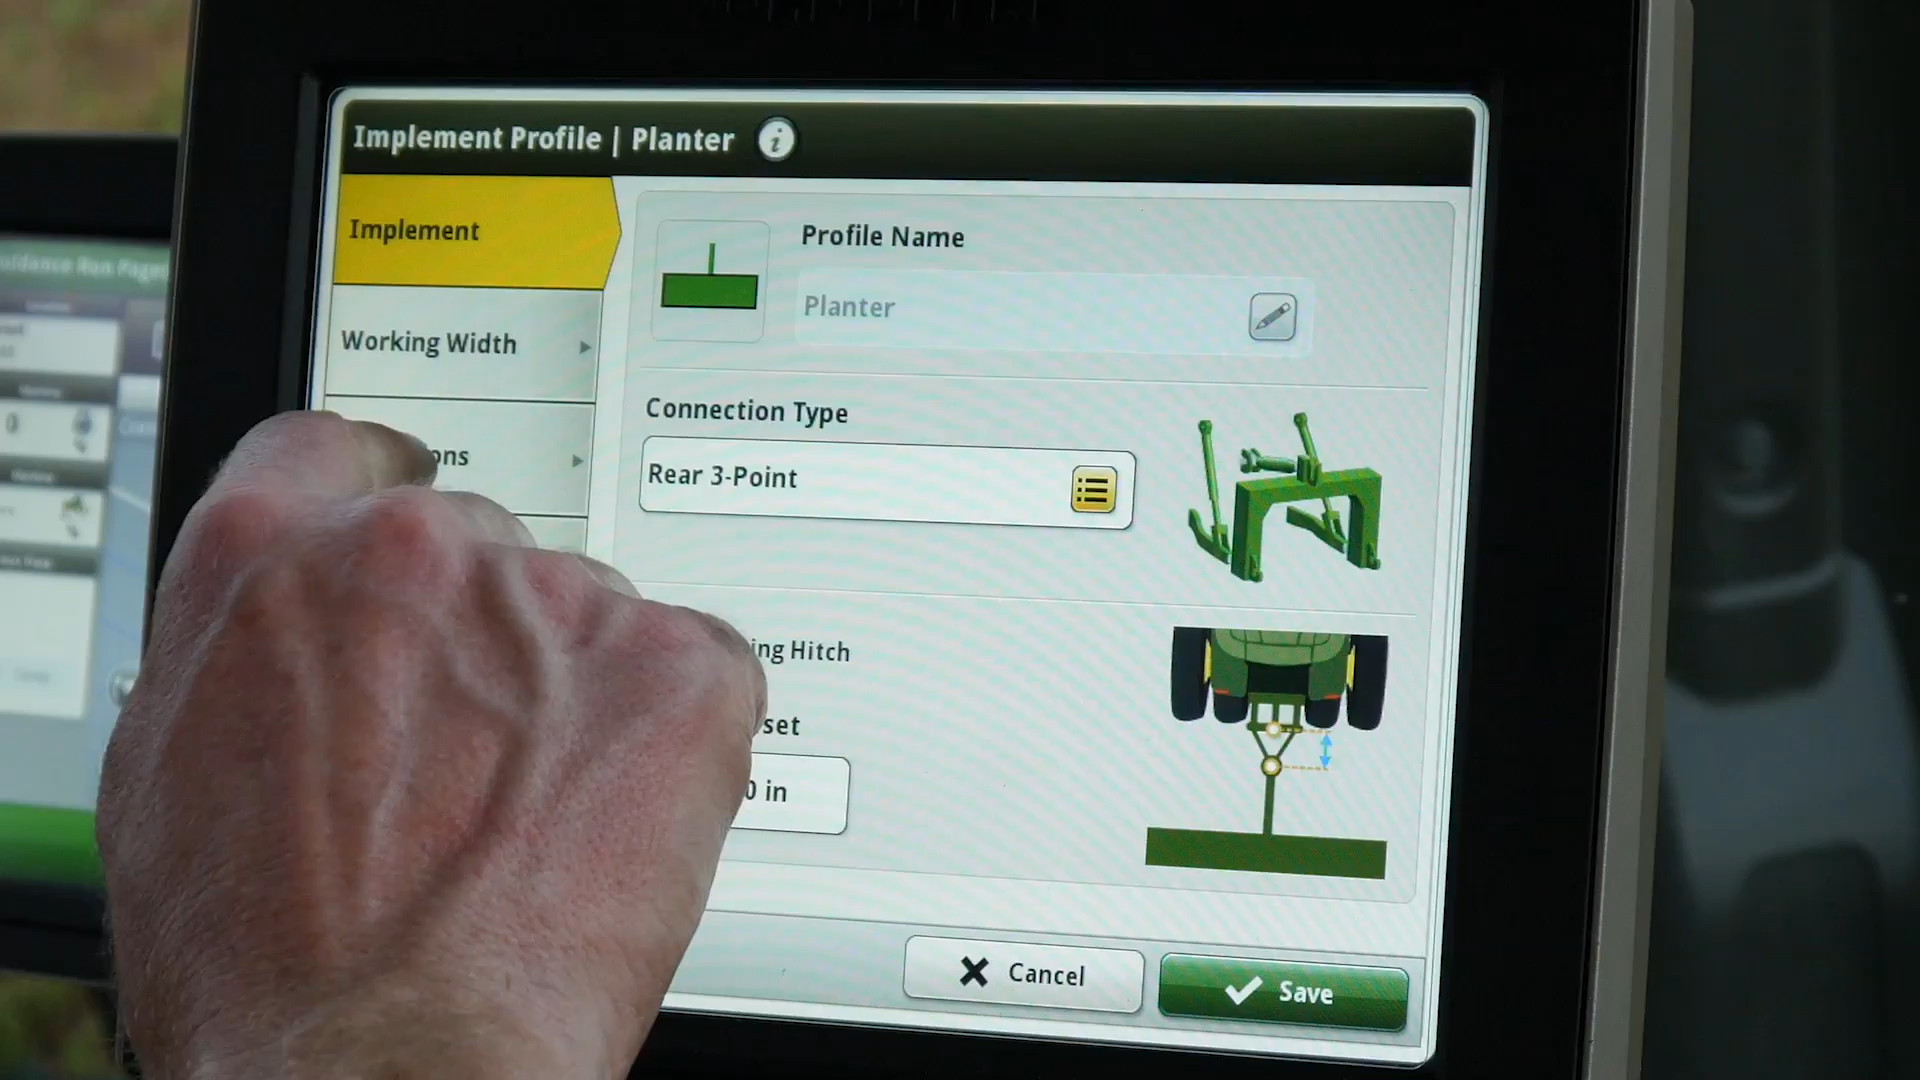 Implement Profile | Planter i
Implement
Working Width
ons
Profile Name
Planter
Connection Type
Rear 3-Point
ing Hitch
set
0 in
Cancel
Save